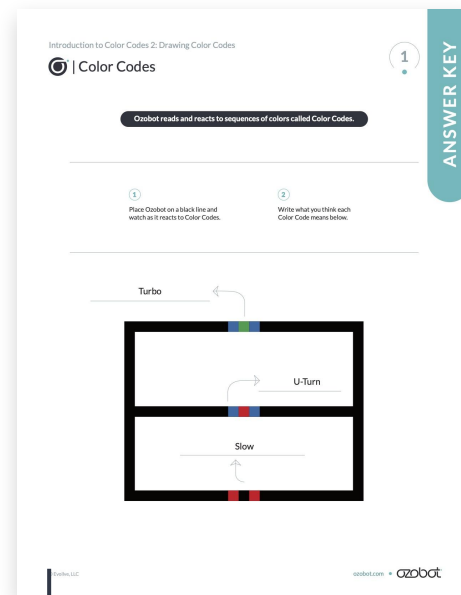 Introduction to Color Codes 2: Drawing Color Codes
| Color Codes
1
ANSWER KEY
Ozobot reads and reacts to sequences of colors called Color Codes.
1
Place Ozobot on a black line and
watch as it reacts to Color Codes.
2
Write what you think each
Color Code means below.
Turbo
U-Turn
Slow
Evollve, LLC
ozobot.com • ozobot